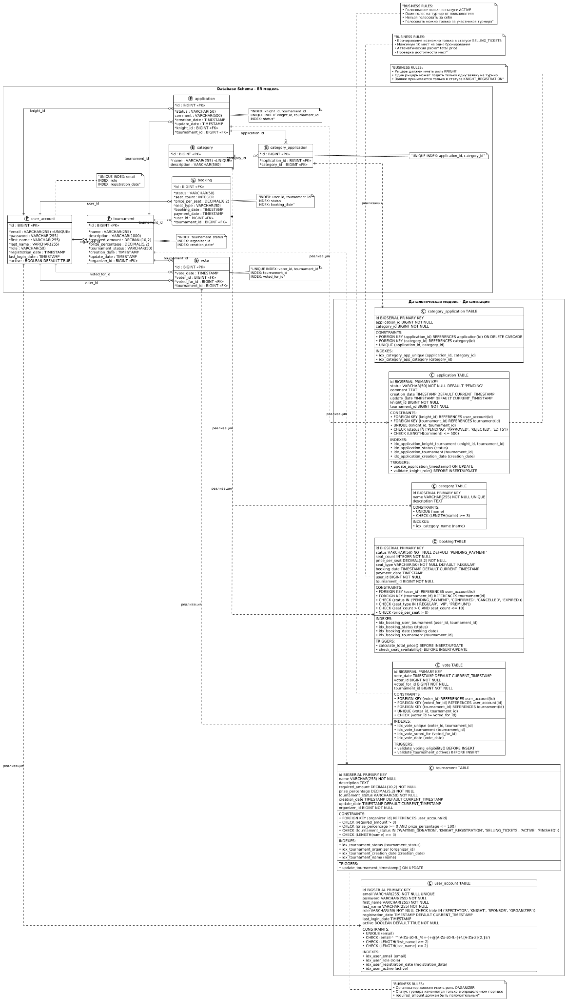 "BUSINESS RULES:
• Голосование только в статусе ACTIVE
• Один голос на турнир от пользователя
• Нельзя голосовать за себя
• Голосовать можно только за участников турнира"
"BUSINESS RULES:
• Бронирование возможно только в статусе SELLING_TICKETS
• Максимум 10 мест на одно бронирование
• Автоматический расчет total_price
• Проверка доступности мест"
"BUSINESS RULES:
• Рыцарь должен иметь роль KNIGHT
• Один рыцарь может подать только одну заявку на турнир
• Заявки принимаются только в статусе KNIGHT_REGISTRATION"
Database Schema - ER модель
E application
*id : BIGINT «PK»
*status : VARCHAR(50)
comment : VARCHAR(500)
*creation_date : TIMESTAMP
*update_date : TIMESTAMP
*knight_id : BIGINT «FK»
*tournament_id : BIGINT «FK»
"INDEX: knight_id, tournament_id
UNIQUE INDEX: knight_id, tournament_id
INDEX: status"
knight_id
application_id
E category
*id : BIGINT «PK»
*name : VARCHAR(255) «UNIQUE»
description : VARCHAR(500)
category_id
E category_application
*id : BIGINT «PK»
*application_id : BIGINT «FK»
*category_id : BIGINT «FK»
"UNIQUE INDEX: application_id, category_id"
tournament_id
"UNIQUE INDEX: email
INDEX: role
INDEX: registration_date"
E booking
*id : BIGINT «PK»
*status : VARCHAR(50)
*seat_count : INTEGER
*price_per_seat : DECIMAL(8,2)
*seat_type : VARCHAR(50)
*booking_date : TIMESTAMP
payment_date : TIMESTAMP
*user_id : BIGINT «FK»
*tournament_id : BIGINT «FK»
"INDEX: user_id, tournament_id
INDEX: status
INDEX: booking_date"
реализация
user_id
E user_account
*id : BIGINT «PK»
*email : VARCHAR(255) «UNIQUE»
*password : VARCHAR(255)
*first_name : VARCHAR(255)
*last_name : VARCHAR(255)
*role : VARCHAR(50)
*registration_date : TIMESTAMP
last_login_date : TIMESTAMP
*active : BOOLEAN DEFAULT TRUE
organizer_id
E tournament
*id : BIGINT «PK»
*name : VARCHAR(255)
description : VARCHAR(1000)
*required_amount : DECIMAL(10,2)
*prize_percentage : DECIMAL(5,2)
*tournament_status : VARCHAR(50)
*creation_date : TIMESTAMP
*update_date : TIMESTAMP
*organizer_id : BIGINT «FK»
tournament_id
"INDEX: tournament_status
INDEX: organizer_id
INDEX: creation_date"
tournament_id
реализация
E vote
*id : BIGINT «PK»
*vote_date : TIMESTAMP
*voter_id : BIGINT «FK»
*voted_for_id : BIGINT «FK»
*tournament_id : BIGINT «FK»
"UNIQUE INDEX: voter_id, tournament_id
INDEX: tournament_id
INDEX: voted_for_id"
voted_for_id
voter_id
Даталогическая модель - Детализация
C category_application TABLE
id BIGSERIAL PRIMARY KEY
application_id BIGINT NOT NULL
category_id BIGINT NOT NULL
CONSTRAINTS:
• FOREIGN KEY (application_id) REFERENCES application(id) ON DELETE CASCADE
• FOREIGN KEY (category_id) REFERENCES category(id)
• UNIQUE (application_id, category_id)
INDEXES:
• idx_category_app_unique (application_id, category_id)
• idx_category_app_category (category_id)
C application TABLE
id BIGSERIAL PRIMARY KEY
status VARCHAR(50) NOT NULL DEFAULT 'PENDING'
comment TEXT
creation_date TIMESTAMP DEFAULT CURRENT_TIMESTAMP
update_date TIMESTAMP DEFAULT CURRENT_TIMESTAMP
knight_id BIGINT NOT NULL
tournament_id BIGINT NOT NULL
CONSTRAINTS:
• FOREIGN KEY (knight_id) REFERENCES user_account(id)
• FOREIGN KEY (tournament_id) REFERENCES tournament(id)
• UNIQUE (knight_id, tournament_id)
• CHECK (status IN ('PENDING', 'APPROVED', 'REJECTED', 'EDITS'))
• CHECK (LENGTH(comment) <= 500)
INDEXES:
• idx_application_knight_tournament (knight_id, tournament_id)
• idx_application_status (status)
• idx_application_tournament (tournament_id)
• idx_application_creation_date (creation_date)
TRIGGERS:
• update_application_timestamp() ON UPDATE
• validate_knight_role() BEFORE INSERT/UPDATE
реализация
реализация
реализация
C category TABLE
id BIGSERIAL PRIMARY KEY
name VARCHAR(255) NOT NULL UNIQUE
description TEXT
CONSTRAINTS:
• UNIQUE (name)
• CHECK (LENGTH(name) >= 3)
INDEXES:
• idx_category_name (name)
C booking TABLE
id BIGSERIAL PRIMARY KEY
status VARCHAR(50) NOT NULL DEFAULT 'PENDING_PAYMENT'
seat_count INTEGER NOT NULL
price_per_seat DECIMAL(8,2) NOT NULL
seat_type VARCHAR(50) NOT NULL DEFAULT 'REGULAR'
booking_date TIMESTAMP DEFAULT CURRENT_TIMESTAMP
payment_date TIMESTAMP
user_id BIGINT NOT NULL
tournament_id BIGINT NOT NULL
CONSTRAINTS:
• FOREIGN KEY (user_id) REFERENCES user_account(id)
• FOREIGN KEY (tournament_id) REFERENCES tournament(id)
• CHECK (status IN ('PENDING_PAYMENT', 'CONFIRMED', 'CANCELLED', 'EXPIRED'))
• CHECK (seat_type IN ('REGULAR', 'VIP', 'PREMIUM'))
• CHECK (seat_count > 0 AND seat_count <= 10)
• CHECK (price_per_seat > 0)
INDEXES:
• idx_booking_user_tournament (user_id, tournament_id)
• idx_booking_status (status)
• idx_booking_date (booking_date)
• idx_booking_tournament (tournament_id)
TRIGGERS:
• calculate_total_price() BEFORE INSERT/UPDATE
• check_seat_availability() BEFORE INSERT/UPDATE
реализация
C vote TABLE
id BIGSERIAL PRIMARY KEY
vote_date TIMESTAMP DEFAULT CURRENT_TIMESTAMP
voter_id BIGINT NOT NULL
voted_for_id BIGINT NOT NULL
tournament_id BIGINT NOT NULL
CONSTRAINTS:
• FOREIGN KEY (voter_id) REFERENCES user_account(id)
• FOREIGN KEY (voted_for_id) REFERENCES user_account(id)
• FOREIGN KEY (tournament_id) REFERENCES tournament(id)
• UNIQUE (voter_id, tournament_id)
• CHECK (voter_id != voted_for_id)
INDEXES:
• idx_vote_unique (voter_id, tournament_id)
• idx_vote_tournament (tournament_id)
• idx_vote_voted_for (voted_for_id)
• idx_vote_date (vote_date)
TRIGGERS:
• validate_voting_eligibility() BEFORE INSERT
• validate_tournament_active() BEFORE INSERT
реализация
C tournament TABLE
id BIGSERIAL PRIMARY KEY
name VARCHAR(255) NOT NULL
description TEXT
required_amount DECIMAL(10,2) NOT NULL
prize_percentage DECIMAL(5,2) NOT NULL
tournament_status VARCHAR(50) NOT NULL
creation_date TIMESTAMP DEFAULT CURRENT_TIMESTAMP
update_date TIMESTAMP DEFAULT CURRENT_TIMESTAMP
organizer_id BIGINT NOT NULL
CONSTRAINTS:
• FOREIGN KEY (organizer_id) REFERENCES user_account(id)
• CHECK (required_amount > 0)
• CHECK (prize_percentage >= 0 AND prize_percentage <= 100)
• CHECK (tournament_status IN ('WAITING_DONATION', 'KNIGHT_REGISTRATION', 'SELLING_TICKETS', 'ACTIVE', 'FINISHED'))
• CHECK (LENGTH(name) >= 3)
INDEXES:
• idx_tournament_status (tournament_status)
• idx_tournament_organizer (organizer_id)
• idx_tournament_creation_date (creation_date)
• idx_tournament_name (name)
TRIGGERS:
• update_tournament_timestamp() ON UPDATE
C user_account TABLE
id BIGSERIAL PRIMARY KEY
email VARCHAR(255) NOT NULL UNIQUE
password VARCHAR(255) NOT NULL
first_name VARCHAR(255) NOT NULL
last_name VARCHAR(255) NOT NULL
role VARCHAR(50) NOT NULL CHECK (role IN ('SPECTATOR', 'KNIGHT', 'SPONSOR', 'ORGANIZER'))
registration_date TIMESTAMP DEFAULT CURRENT_TIMESTAMP
last_login_date TIMESTAMP
active BOOLEAN DEFAULT TRUE NOT NULL
CONSTRAINTS:
• UNIQUE (email)
• CHECK (email ~ '^[A-Za-z0-9._%+-]+@[A-Za-z0-9.-]+\.[A-Za-z]{2,}$')
• CHECK (LENGTH(first_name) >= 2)
• CHECK (LENGTH(last_name) >= 2)
INDEXES:
• idx_user_email (email)
• idx_user_role (role)
• idx_user_registration_date (registration_date)
• idx_user_active (active)
"BUSINESS RULES:
• Организатор должен иметь роль ORGANIZER
• Статус турнира изменяется только в определенном порядке
• required_amount должен быть положительным"